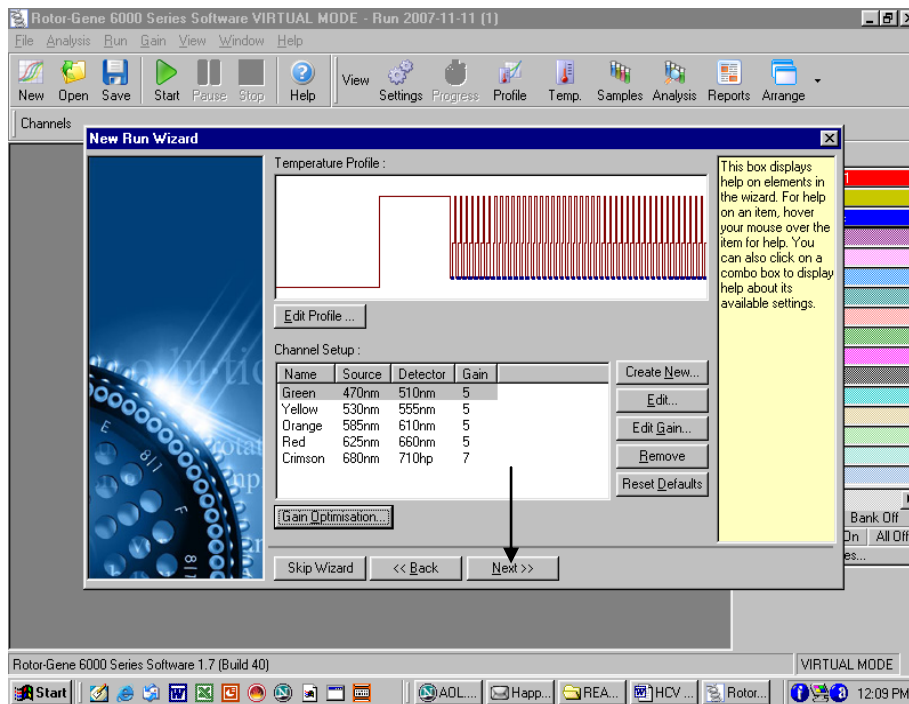 Rotor-Gene 6000 Series Software VIRTUAL MODE - Run 2007-11-11 (1)
File Analysis Run Gain View Window Help
New Open Save Start Pause Stop Help View Settings Progress Profile Temp. Samples Analysis Reports Arrange
Channels
New Run Wizard
Temperature Profile :
This box displays
help on elements in
the wizard. For help
on an item, hover
your mouse over the
item for help. You
can also click on a
combo box to display
help about its
available settings.
Edit Profile ...
Channel Setup :
Name Source Detector Gain
Green 470nm 510nm 5
Yellow 530nm 555nm 5
Orange 585nm 610nm 5
Red 625nm 660nm 5
Crimson 680nm 710hp 7
Create New...
Edit...
Edit Gain...
Remove
Reset Defaults
Gain Optimisation...
Skip Wizard << Back Next >>
Bank Off
On All Off
es...
Rotor-Gene 6000 Series Software 1.7 (Build 40) VIRTUAL MODE
Start AOL... Happ... REA... HCV ... Rotor... 12:09 PM